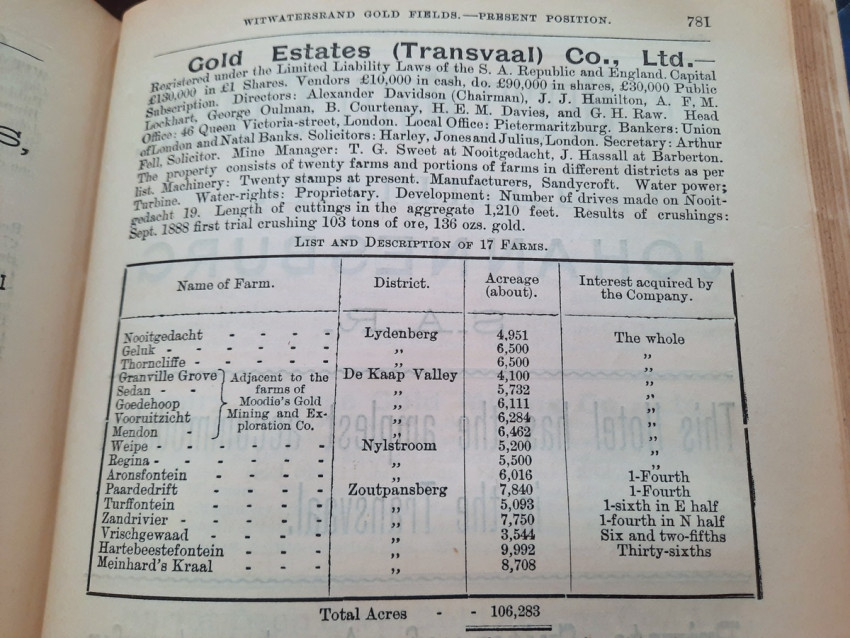 WITWATERSRAND GOLD FIELDS.—PRESENT POSITION. 781
Gold Estates (Transvaal) Co., Ltd.—
Registered under the Limited Liability Laws of the S. A. Republic and England. Capital
£130,000 in £1 Shares. Vendors £10,000 in cash, do. £90,000 in shares, £30,000 Public
Subscription. Directors: Alexander Davidson (Chairman), J. J. Hamilton, A. F. M.
Lockhart, George Oulman, B. Courtenay, H. E. M. Davies, and G. H. Raw. Head
Office: 46 Queen Victoria-street, London. Local Office: Pietermaritzburg. Bankers: Union
of London and Natal Banks. Solicitors: Harley, Jones and Julius, London. Secretary: Arthur
Fell, Solicitor. Mine Manager: T. G. Sweet at Nooitgedacht, J. Hassall at Barberton.
The property consists of twenty farms and portions of farms in different districts as per
list. Machinery: Twenty stamps at present. Manufacturers, Sandycroft. Water power;
Turbine. Water-rights: Proprietary. Development: Number of drives made on Nooit-
gedacht 19. Length of cuttings in the aggregate 1,210 feet. Results of crushings:
Sept. 1888 first trial crushing 103 tons of ore, 136 ozs. gold.
LIST AND DESCRIPTION OF 17 FARMS.
Name of Farm. District. Acreage (about). Interest acquired by the Company.
Nooitgedacht - - - - Lydenberg 4,951 The whole
Geluk - - - - - ,, 6,500 ,,
Thorncliffe - - - - - ,, 6,500 ,,
Granville Grove } Adjacent to the De Kaap Valley 4,100 ,,
Sedan - - farms of ,, 5,732 ,,
Goedehoop Moodie's Gold ,, 6,111 ,,
Vooruitzicht Mining and Ex- ,, 6,284 ,,
Mendon ploration Co. ,, 6,462 ,,
Weipe - - - - - Nylstroom 5,200 ,,
Regina - - - - - ,, 5,500 ,,
Aronsfontein - - - - ,, 6,016 1-Fourth
Paardedrift - - - - Zoutpansberg 7,840 1-Fourth
Turffontein - - - - ,, 5,093 1-sixth in E half
Zandrivier - - - - ,, 7,750 1-fourth in N half
Vrischgewaad - - - - ,, 3,544 Six and two-fifths
Hartebeestefontein - - - ,, 9,992 Thirty-sixths
Meinhard's Kraal - - - ,, 8,708
Total Acres - - 106,283